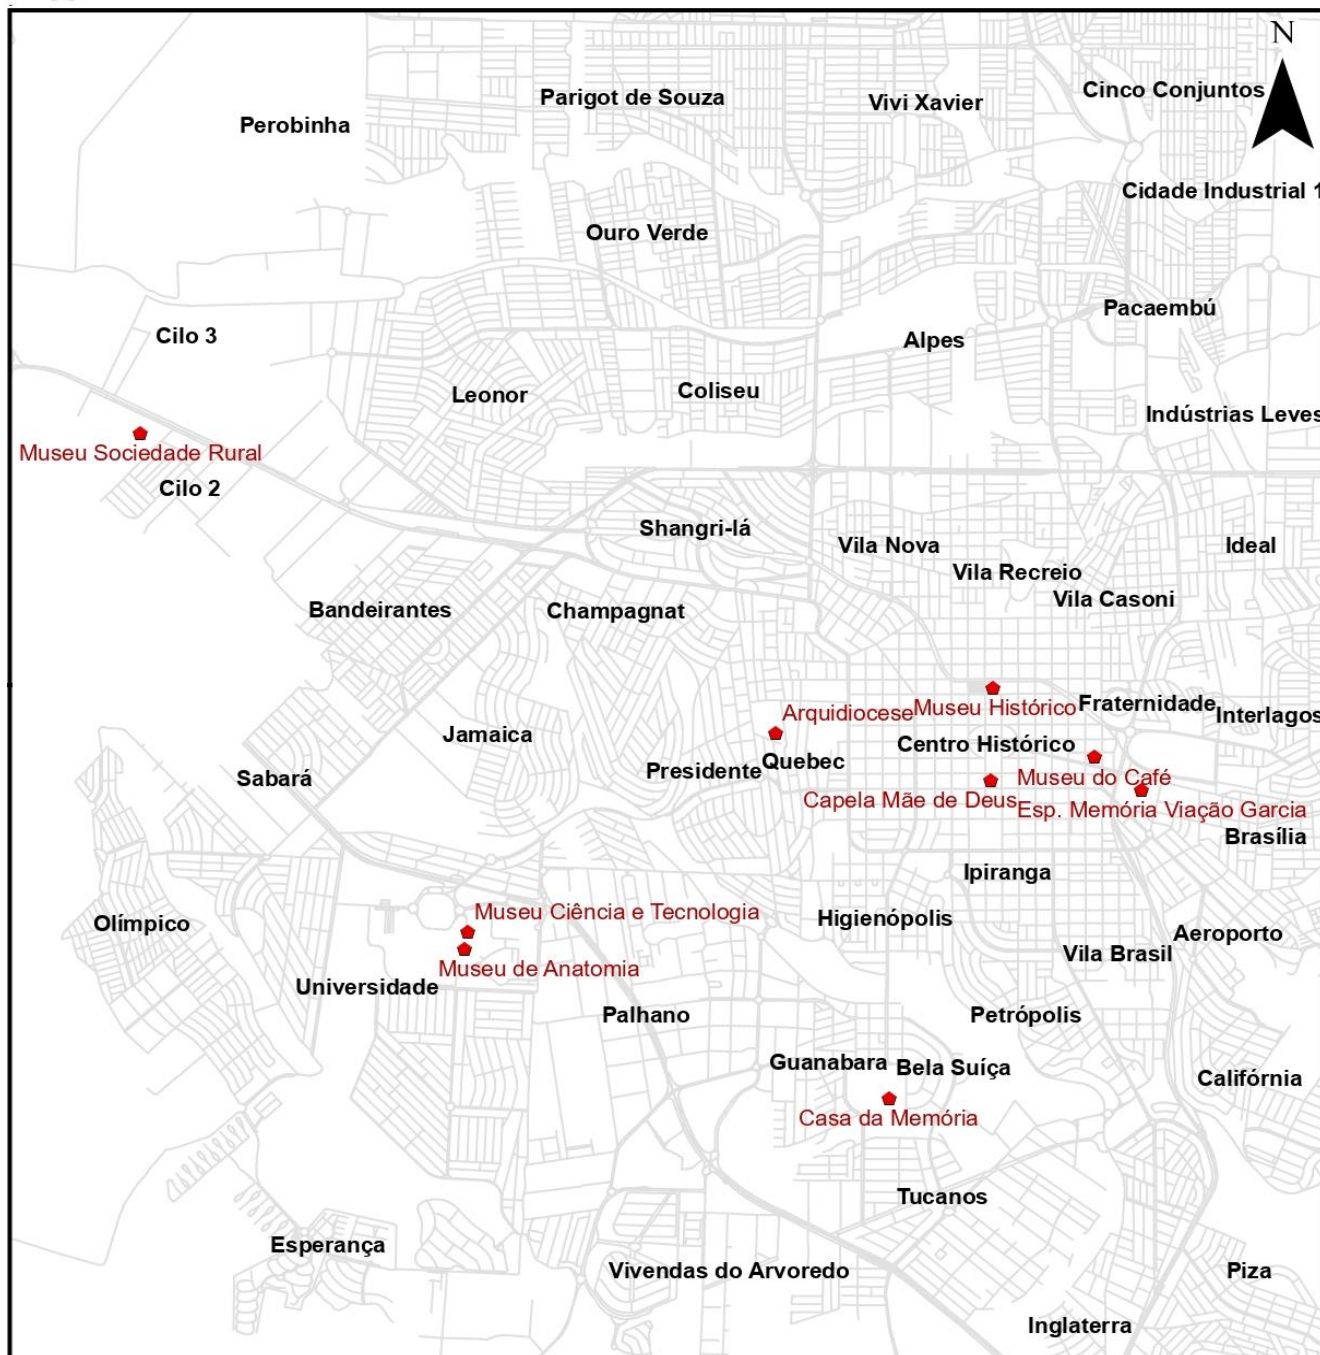 N
Cinco Conjuntos
Parigot de Souza
Vivi Xavier
Perobinha
Cidade Industrial 1
Ouro Verde
Pacaembú
Cilo 3
Alpes
Leonor
Coliseu
Indústrias Leves
Museu Sociedade Rural
Cilo 2
Shangri-lá
Vila Nova
Ideal
Vila Recreio
Vila Casoni
Bandeirantes
Champagnat
Fraternidade
Museu Histórico
Arquidiocese
Interlagos
Jamaica
Centro Histórico
Quebec
Presidente
Sabará
Museu do Café
Capela Mãe de Deus
Esp. Memória Viação Garcia
Brasília
Ipiranga
Museu Ciência e Tecnologia
Higienópolis
Olímpico
Aeroporto
Vila Brasil
Museu de Anatomia
Universidade
Palhano
Petrópolis
Guanabara
Bela Suíça
Califórnia
Casa da Memória
Tucanos
Esperança
Vivendas do Arvoredo
Piza
Inglaterra